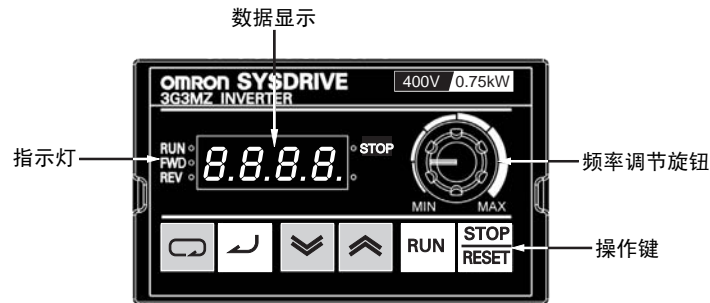 数据显示
omron SYSDRIVE
400V 0.75kW
3G3MZ INVERTER
指示灯
RUN
FWD
REV
8.8.8.8.
STOP
MIN
MAX
频率调节旋钮
RUN
STOP
RESET
操作键